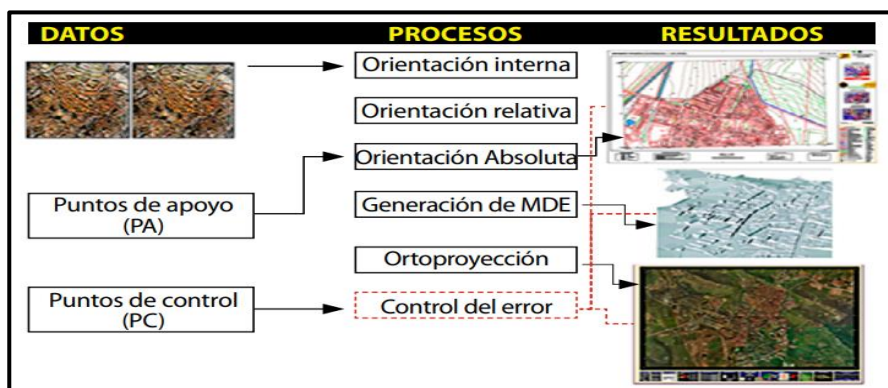 DATOS PROCESOS RESULTADOS
Orientación interna
Orientación relativa
Orientación Absoluta
Puntos de apoyo
(PA)
Generación de MDE
Ortoproyección
Puntos de control
(PC)
Control del error